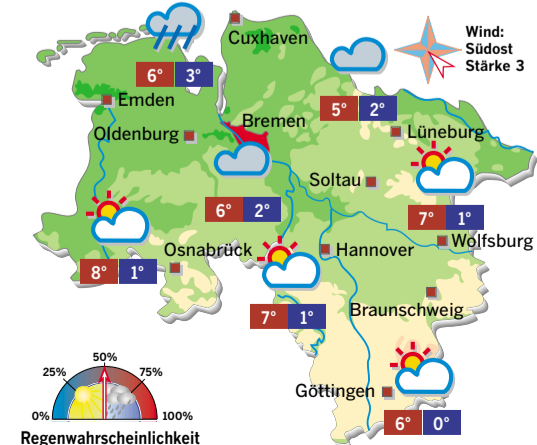 Cuxhaven
Wind:
Südost
Stärke 3
6° 3°
Emden
5° 2°
Bremen
Lüneburg
Oldenburg
Soltau
6° 2°
7° 1°
Osnabrück
Hannover
Wolfsburg
8° 1°
7° 1°
Braunschweig
50%
25%
75%
Göttingen
0%
100%
6° 0°
Regenwahrscheinlichkeit